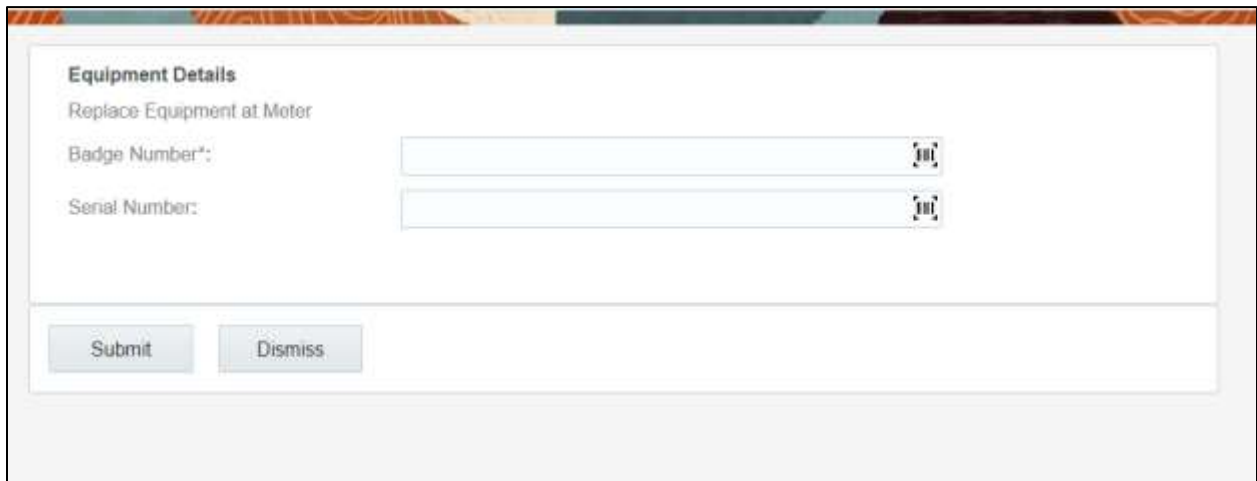 Equipment Details
Replace Equipment at Meter
Badge Number*:
Serial Number:
Submit Dismiss